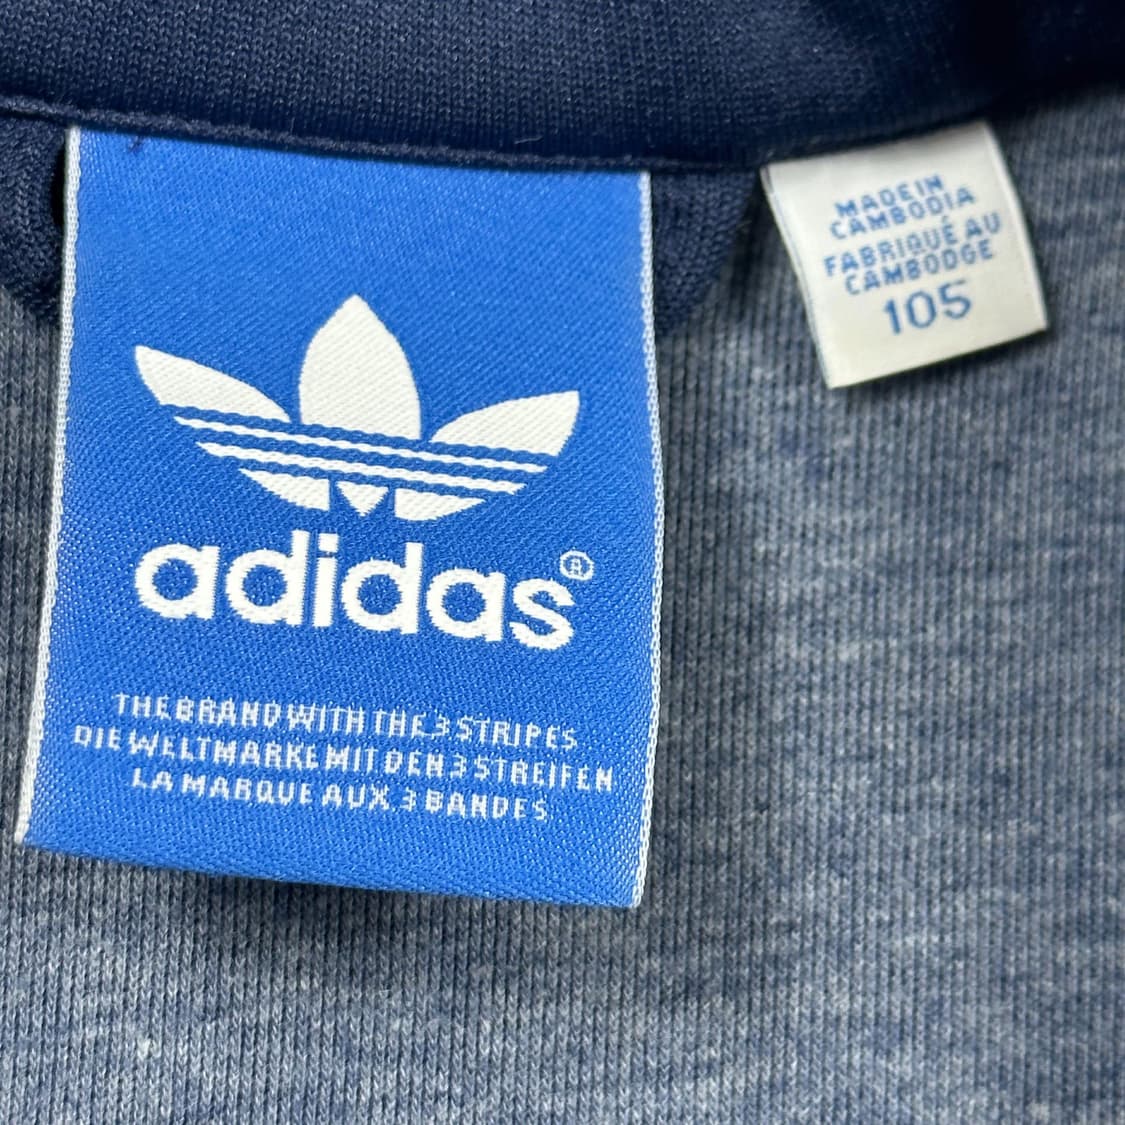 adidas®
THE BRAND WITH THE 3 STRIPES
DIE WELTMARKE MIT DEN 3 STREIFEN
LA MARQUE AUX 3 BANDES
MADE IN
CAMBODIA
FABRIQUÉ AU
CAMBODGE
105